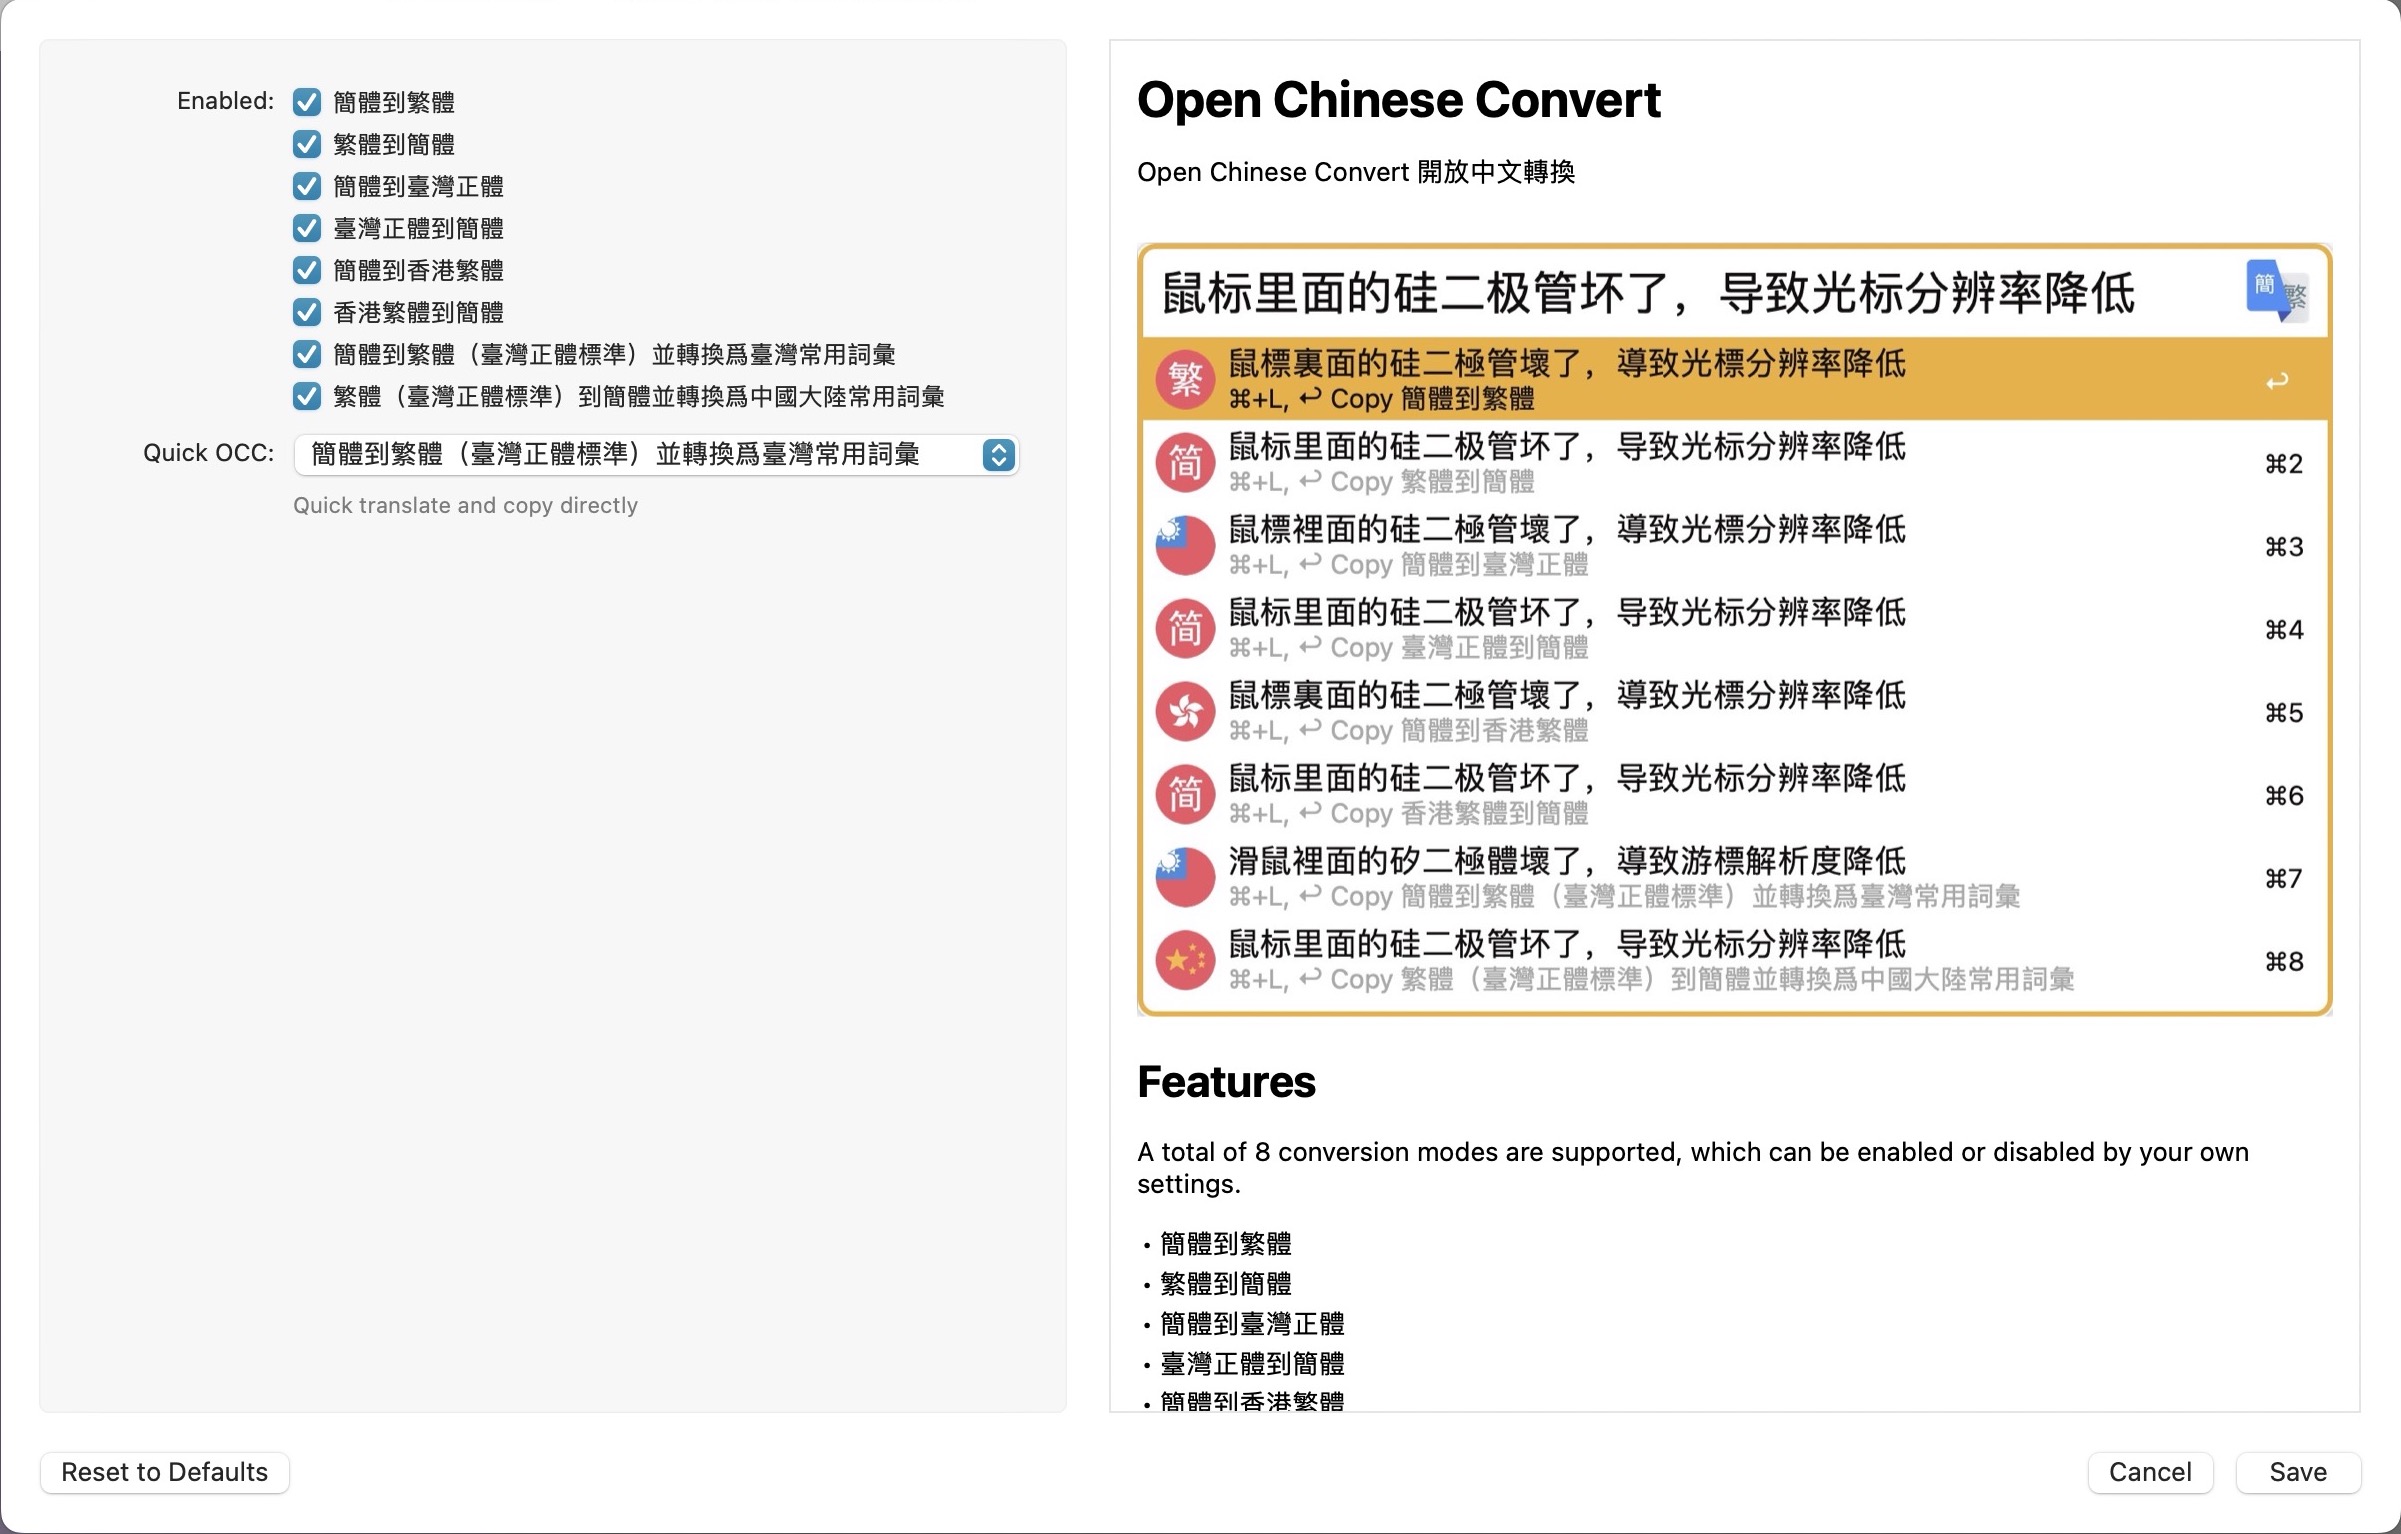 Enabled:
簡體到繁體
繁體到簡體
簡體到臺灣正體
臺灣正體到簡體
簡體到香港繁體
香港繁體到簡體
簡體到繁體（臺灣正體標準）並轉換爲臺灣常用詞彙
繁體（臺灣正體標準）到簡體並轉換爲中國大陸常用詞彙
Quick OCC: 簡體到繁體（臺灣正體標準）並轉換爲臺灣常用詞彙
Quick translate and copy directly
Reset to Defaults
Open Chinese Convert
Open Chinese Convert 開放中文轉換
鼠标里面的硅二极管坏了，导致光标分辨率降低
簡 繁
繁 鼠標裏面的硅二極管壞了，導致光標分辨率降低
⌘+L, ↩ Copy 簡體到繁體
↩
简 鼠标里面的硅二极管坏了，导致光标分辨率降低
⌘+L, ↩ Copy 繁體到簡體
⌘2
鼠標裡面的硅二極管壞了，導致光標分辨率降低
⌘+L, ↩ Copy 簡體到臺灣正體
⌘3
简 鼠标里面的硅二极管坏了，导致光标分辨率降低
⌘+L, ↩ Copy 臺灣正體到簡體
⌘4
鼠標裏面的硅二極管壞了，導致光標分辨率降低
⌘+L, ↩ Copy 簡體到香港繁體
⌘5
简 鼠标里面的硅二极管坏了，导致光标分辨率降低
⌘+L, ↩ Copy 香港繁體到簡體
⌘6
滑鼠裡面的矽二極體壞了，導致游標解析度降低
⌘+L, ↩ Copy 簡體到繁體（臺灣正體標準）並轉換爲臺灣常用詞彙
⌘7
鼠标里面的硅二极管坏了，导致光标分辨率降低
⌘+L, ↩ Copy 繁體（臺灣正體標準）到簡體並轉換爲中國大陸常用詞彙
⌘8
Features
A total of 8 conversion modes are supported, which can be enabled or disabled by your own
settings.
• 簡體到繁體
• 繁體到簡體
• 簡體到臺灣正體
• 臺灣正體到簡體
• 簡體到香港繁體
Cancel
Save